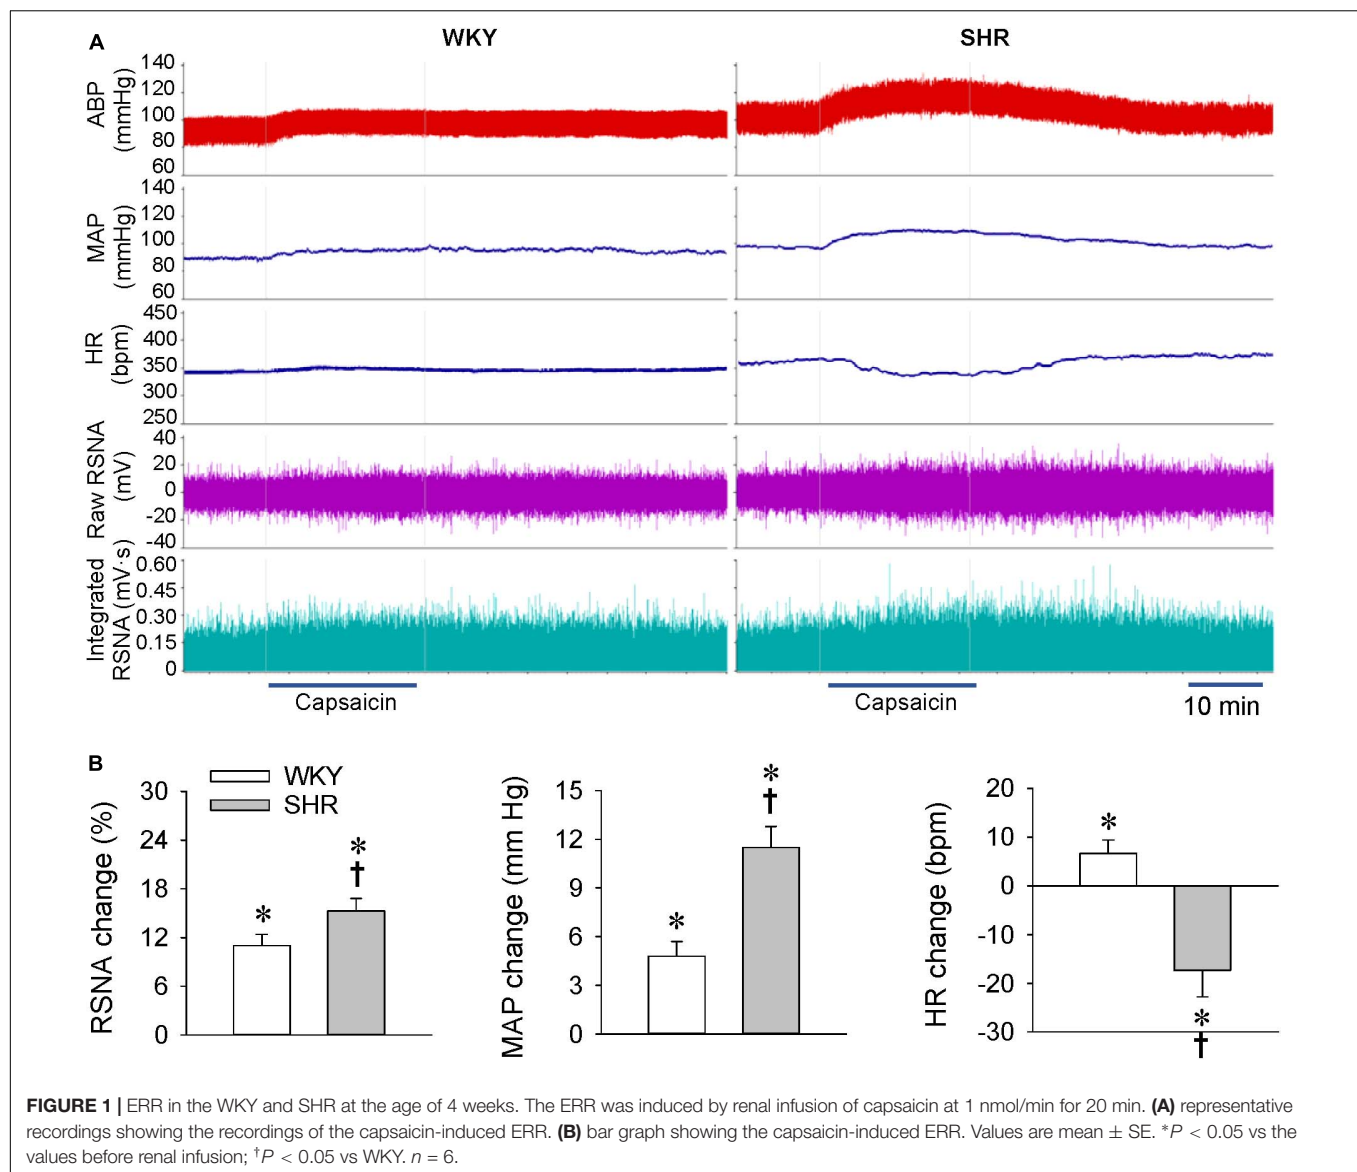 A
WKY
SHR
ABP
(mmHg)
140
120
100
80
60
MAP
(mmHg)
140
120
100
80
60
HR
(bpm)
450
400
350
300
250
Raw RSNA
(mV)
40
20
0
-20
-40
Integrated
RSNA (mV·s)
0.60
0.45
0.30
0.15
0
Capsaicin
Capsaicin
10 min
B
WKY
SHR
RSNA change (%)
30
24
18
12
6
0
*
*
†
MAP change (mm Hg)
15
12
9
6
3
0
*
*
†
HR change (bpm)
20
10
0
-10
-20
-30
*
*
†
FIGURE 1 | ERR in the WKY and SHR at the age of 4 weeks. The ERR was induced by renal infusion of capsaicin at 1 nmol/min for 20 min. (A) representative
recordings showing the recordings of the capsaicin-induced ERR. (B) bar graph showing the capsaicin-induced ERR. Values are mean ± SE. *P < 0.05 vs the
values before renal infusion; †P < 0.05 vs WKY. n = 6.